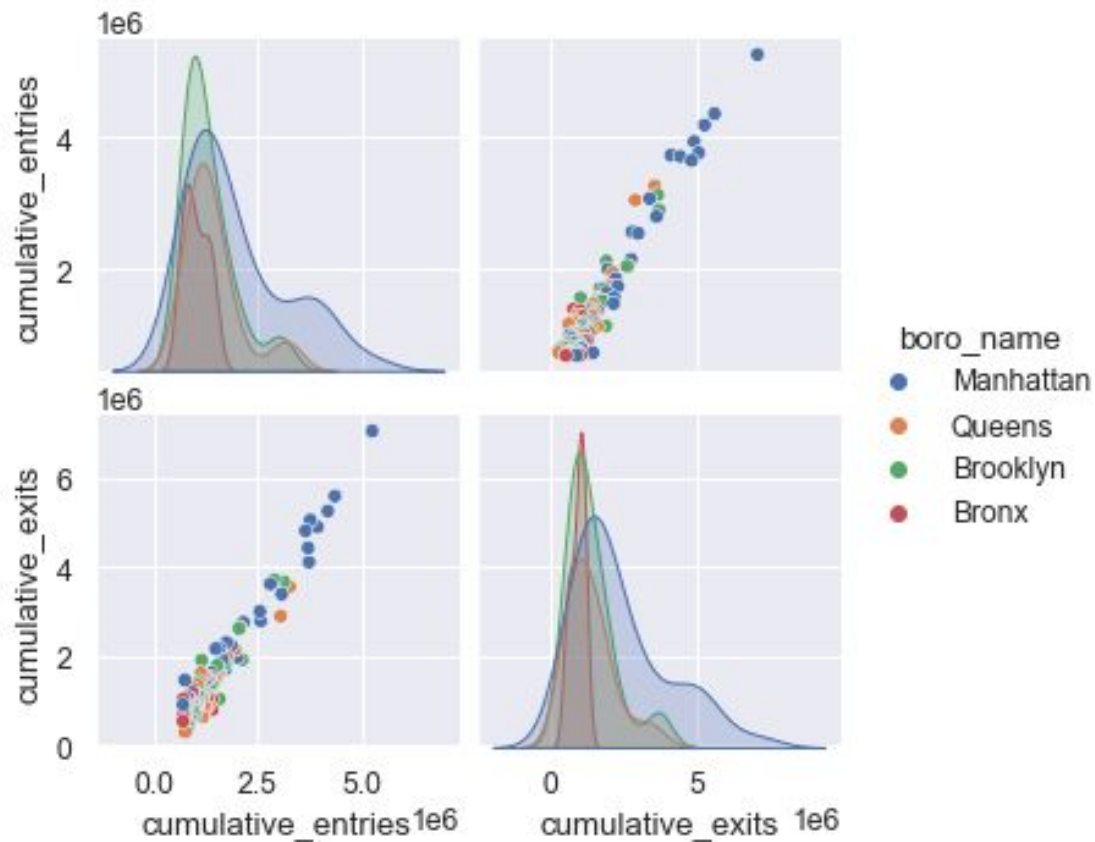 1e6
cumulative_entries
4
2
1e6
cumulative_exits
6
4
2
0
0.0 2.5 5.0
cumulative_entries 1e6
0 5
cumulative_exits 1e6
boro_name
Manhattan
Queens
Brooklyn
Bronx